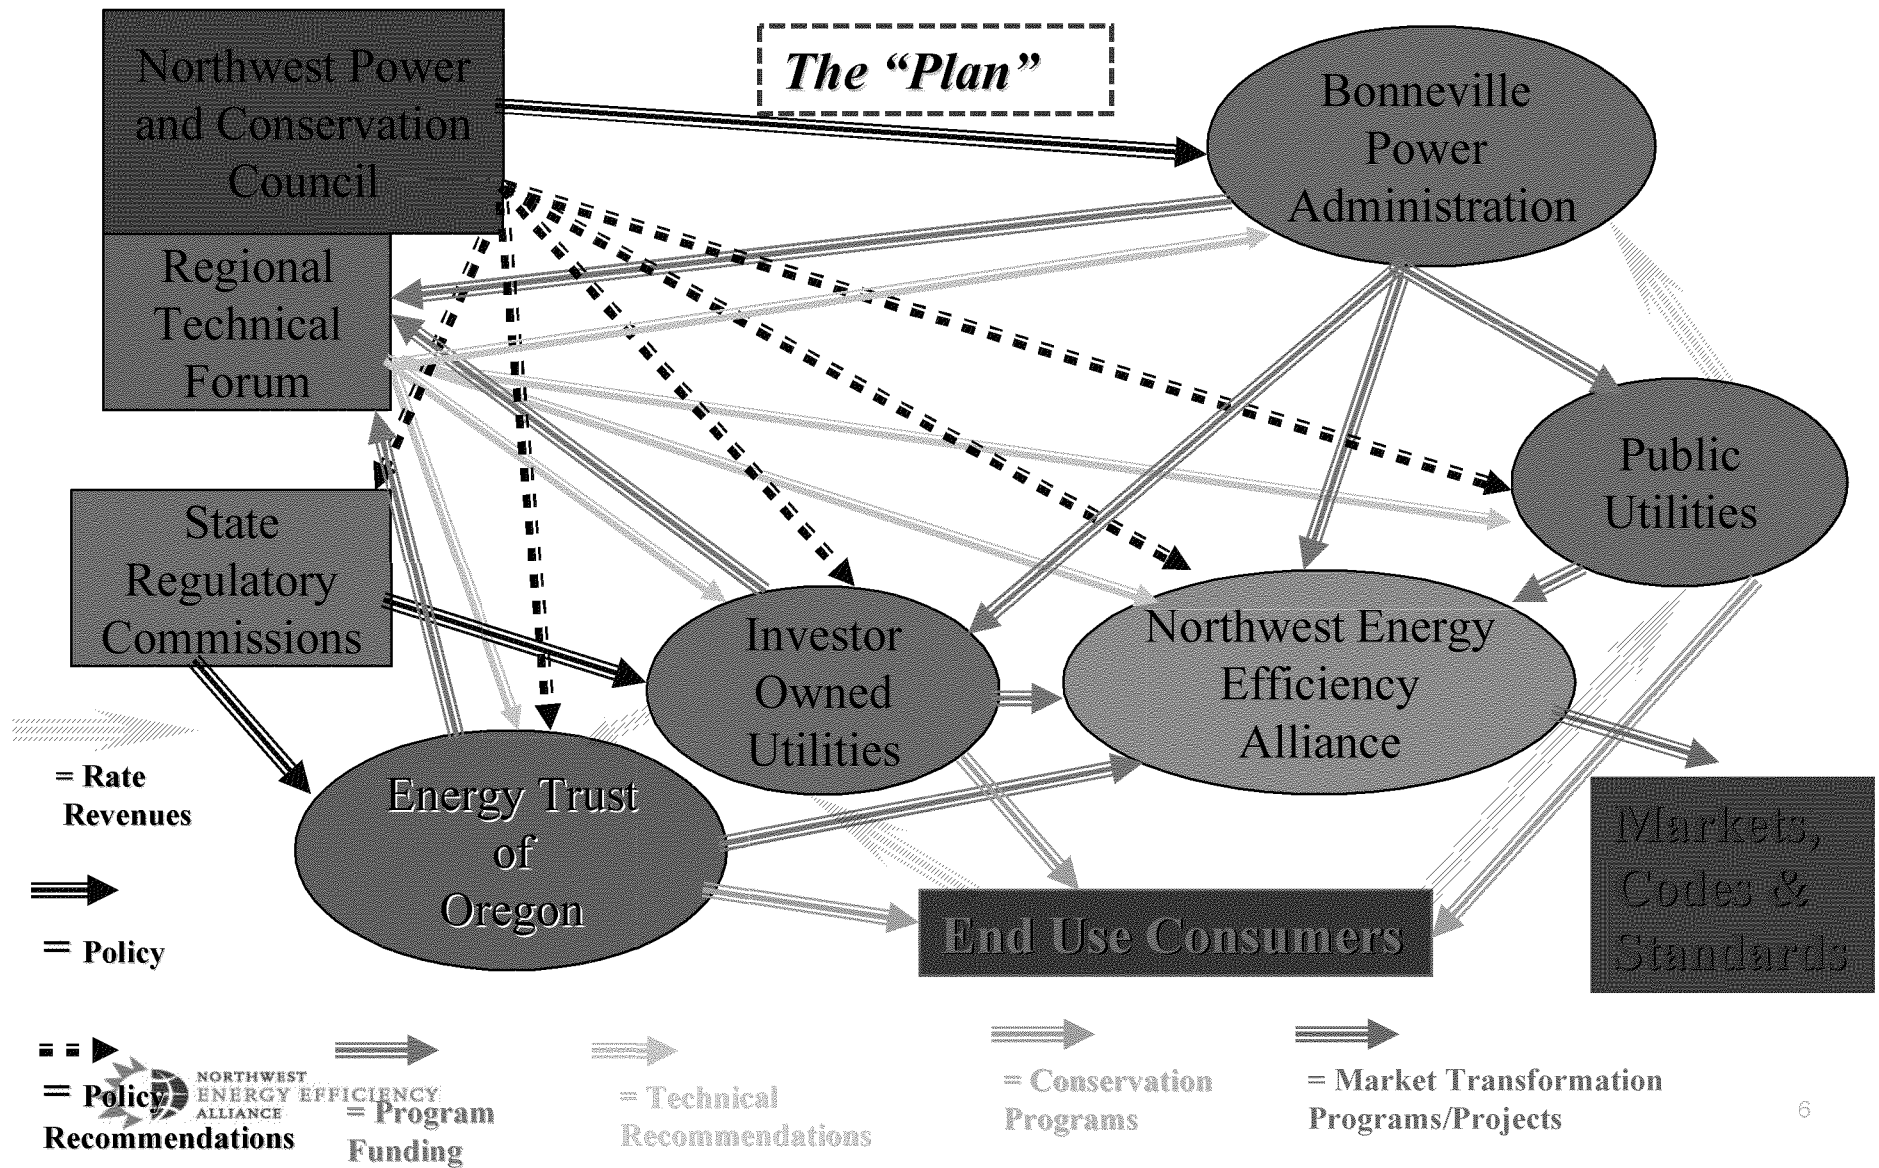 Northwest Power
and Conservation
Council
The “Plan”
Bonneville
Power
Administration
Regional
Technical
Forum
Public
Utilities
State
Regulatory
Commissions
Investor
Owned
Utilities
Northwest Energy
Efficiency
Alliance
Energy Trust
of
Oregon
Markets,
Codes &
Standards
End Use Consumers
= Rate
Revenues
= Policy
= Policy
Recommendations
NORTHWEST
ENERGY EFFICIENCY
ALLIANCE
= Program
Funding
= Technical
Recommendations
= Conservation
Programs
= Market Transformation
Programs/Projects
6